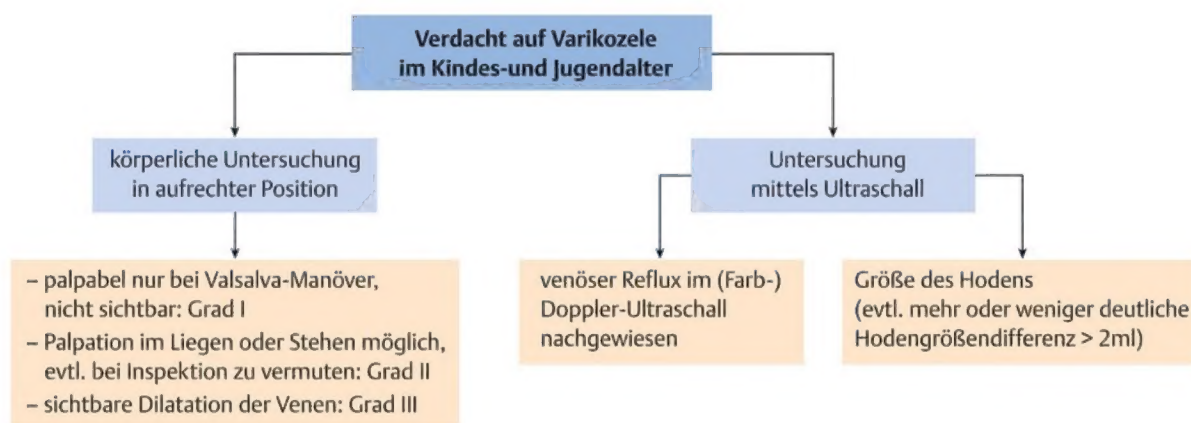 Verdacht auf Varikozele
im Kindes-und Jugendalter
körperliche Untersuchung
in aufrechter Position
Untersuchung
mittels Ultraschall
– palpabel nur bei Valsalva-Manöver,
nicht sichtbar: Grad I
– Palpation im Liegen oder Stehen möglich,
evtl. bei Inspektion zu vermuten: Grad II
– sichtbare Dilatation der Venen: Grad III
venöser Reflux im (Farb-)
Doppler-Ultraschall
nachgewiesen
Größe des Hodens
(evtl. mehr oder weniger deutliche
Hodengrößendifferenz > 2ml)